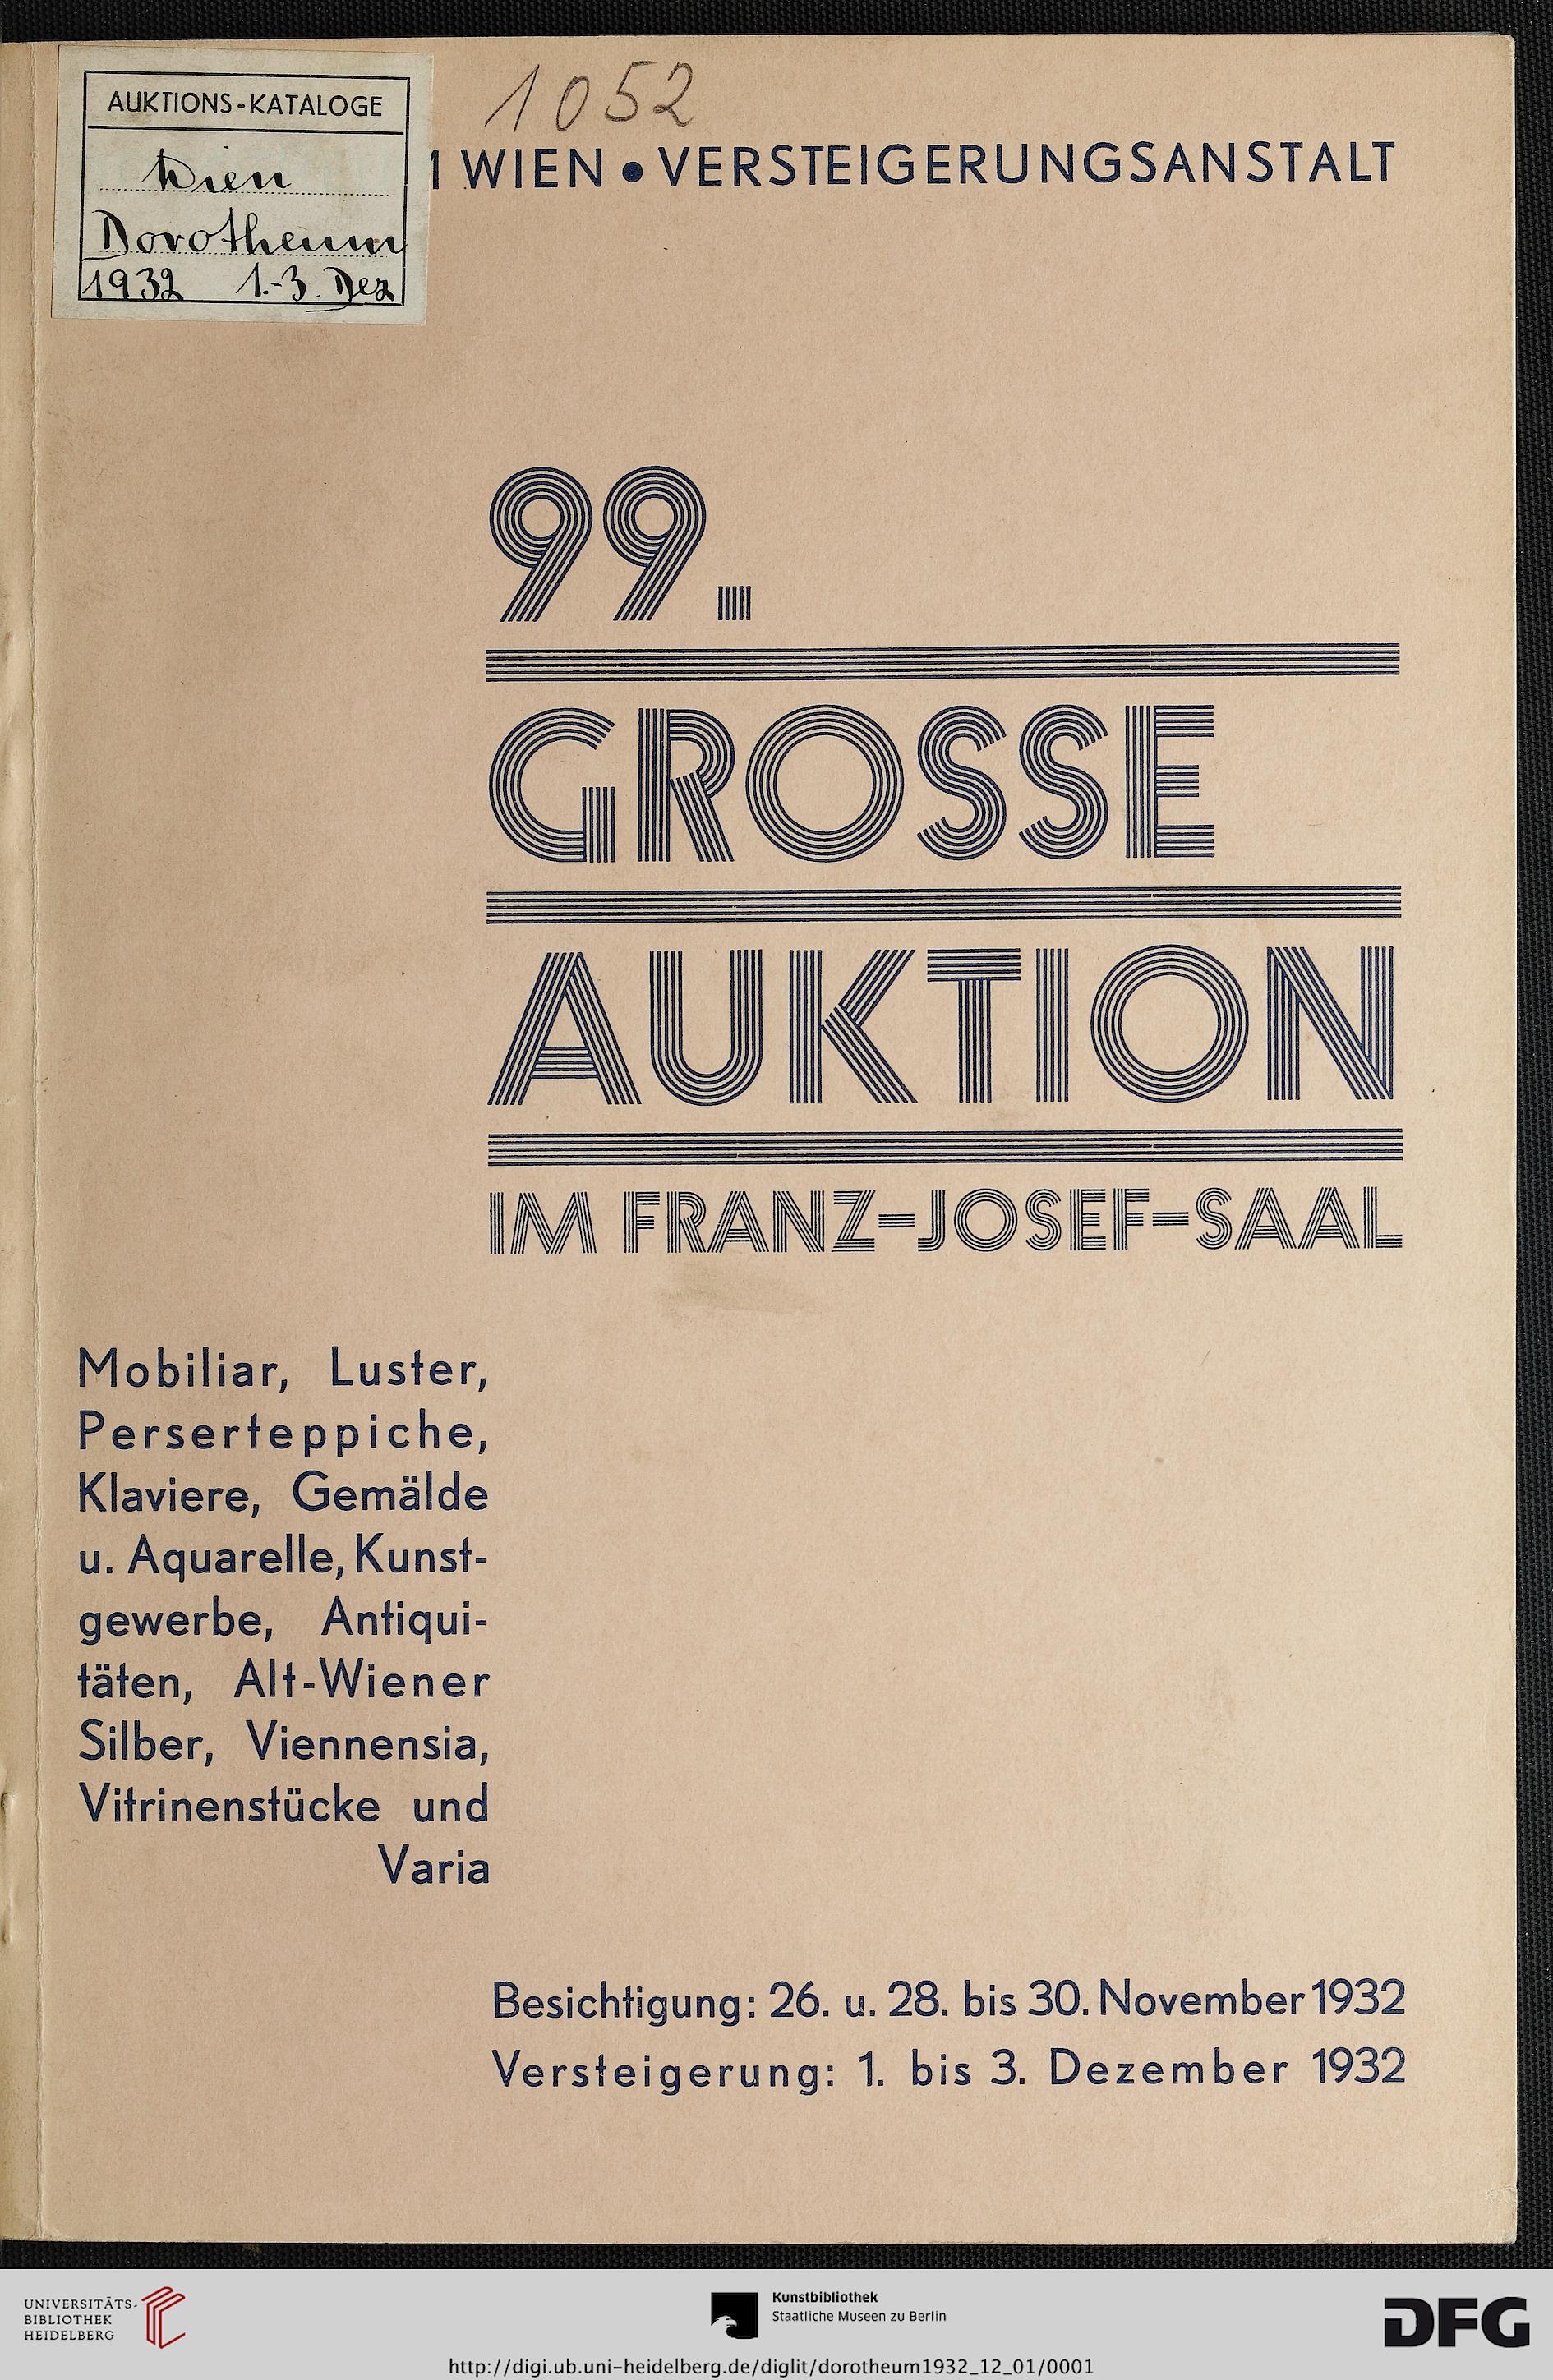 AUKTIONS-KATALOGE
Wien
Dorotheum
1932 1.-3. Dez
1052
WIEN • VERSTEIGERUNGSANSTALT
99.
GROSSE
AUKTION
IM FRANZ-JOSEF-SAAL
Mobiliar, Luster,
Perserteppiche,
Klaviere, Gemälde
u. Aquarelle, Kunst-
gewerbe, Antiqui-
täten, Alt-Wiener
Silber, Viennensia,
Vitrinenstücke und
Varia
Besichtigung: 26. u. 28. bis 30. November 1932
Versteigerung: 1. bis 3. Dezember 1932
UNIVERSITÄTS-
BIBLIOTHEK
HEIDELBERG
Kunstbibliothek
Staatliche Museen zu Berlin
DFG
http://digi.ub.uni-heidelberg.de/diglit/dorotheum1932_12_01/0001